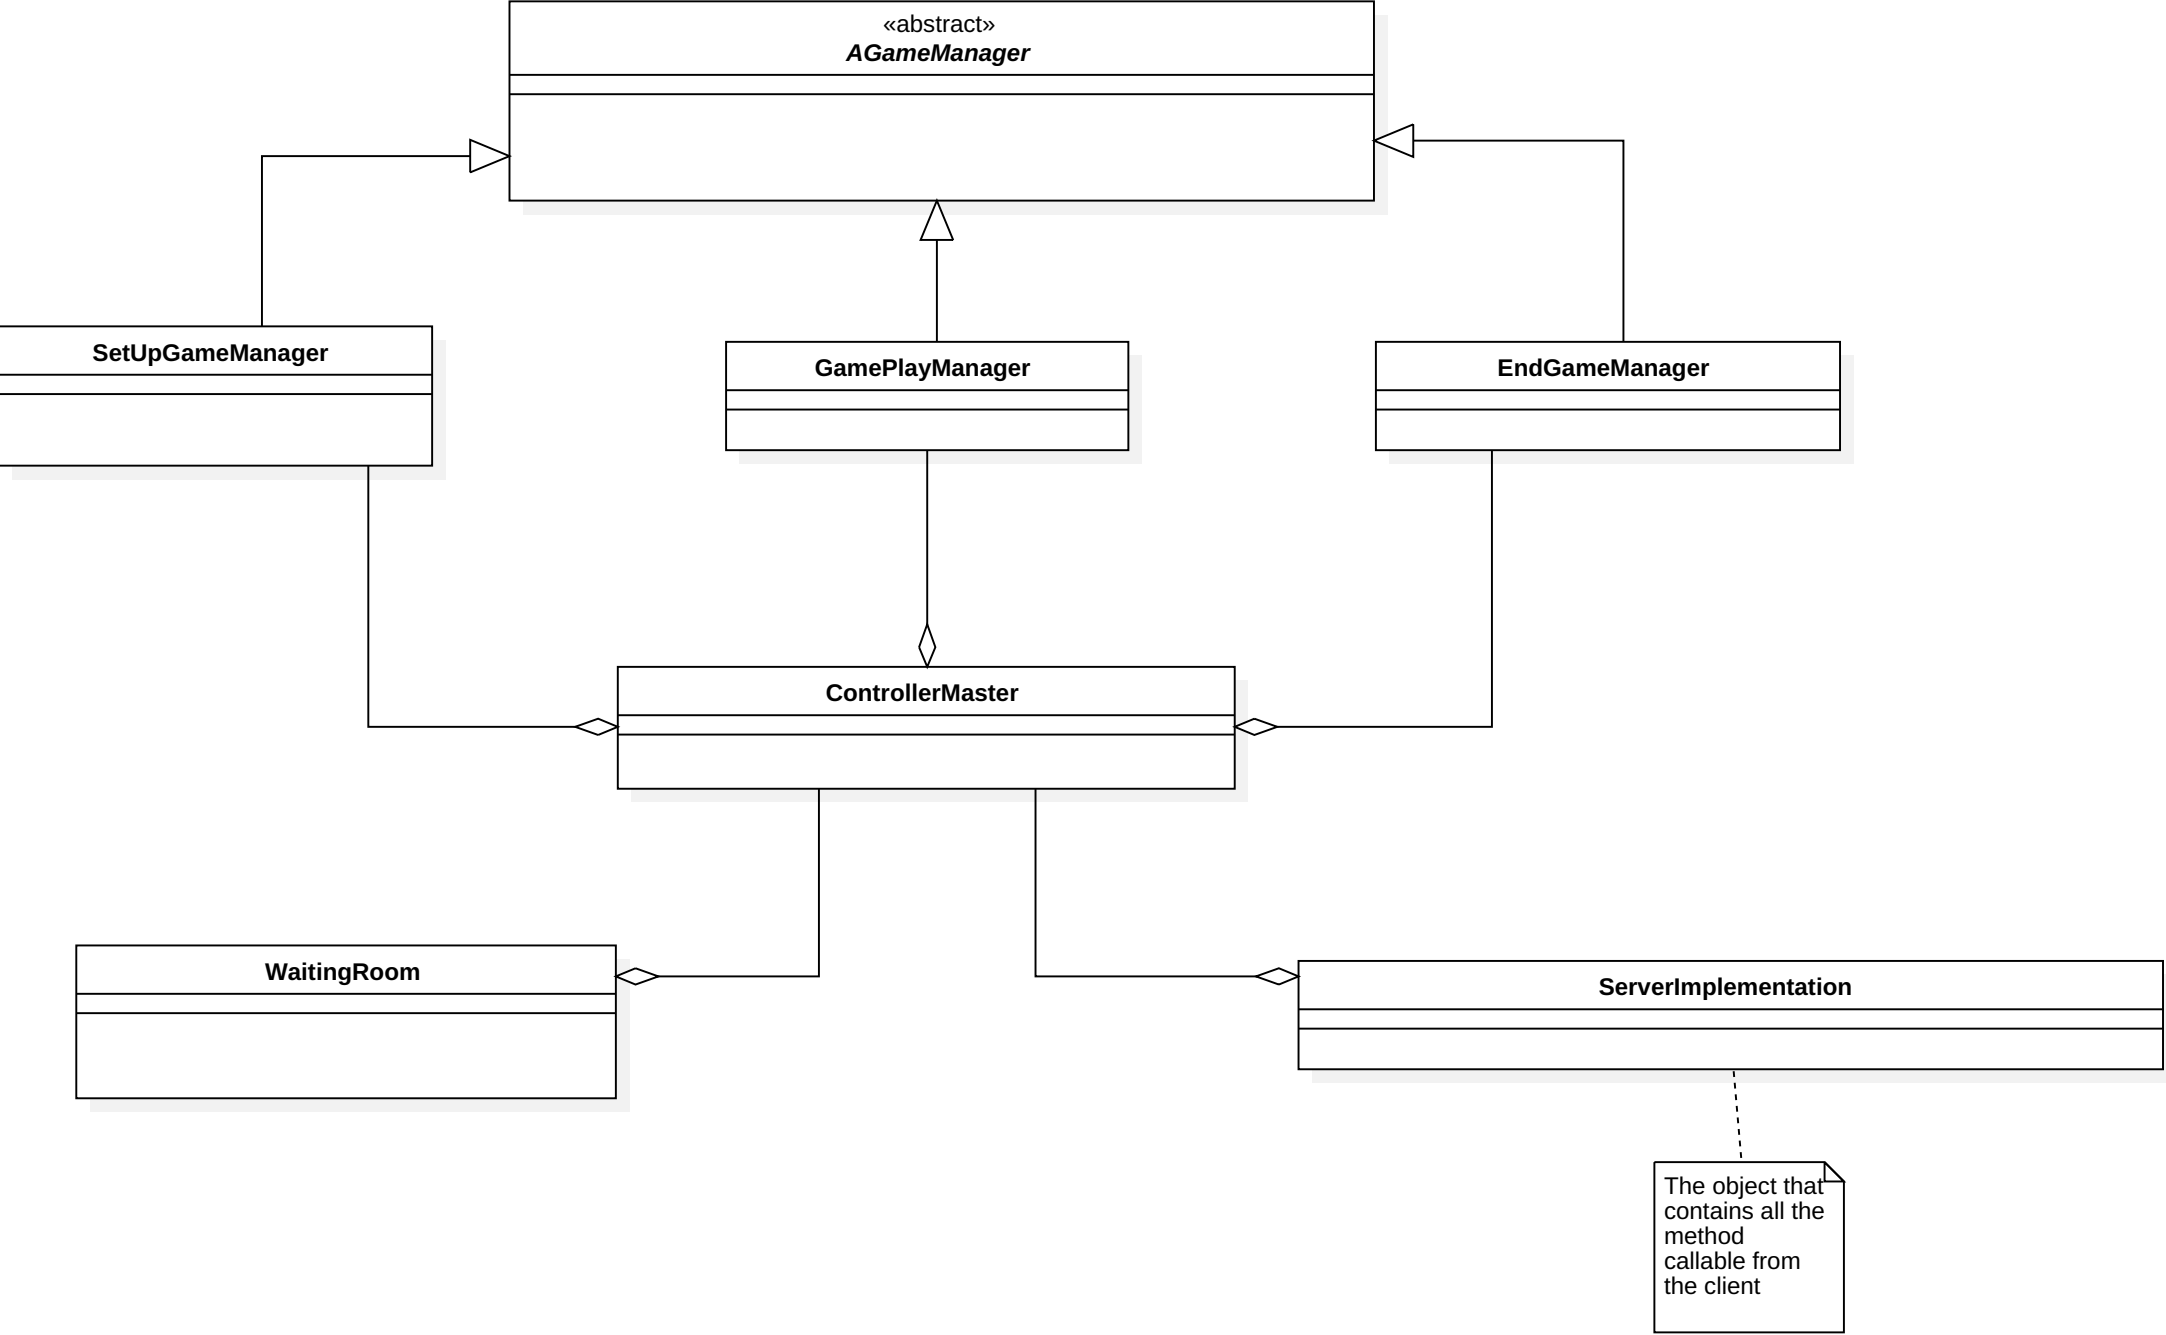 «abstract»
AGameManager
SetUpGameManager
GamePlayManager
EndGameManager
ControllerMaster
WaitingRoom
ServerImplementation
The object that
contains all the
method
callable from
the client